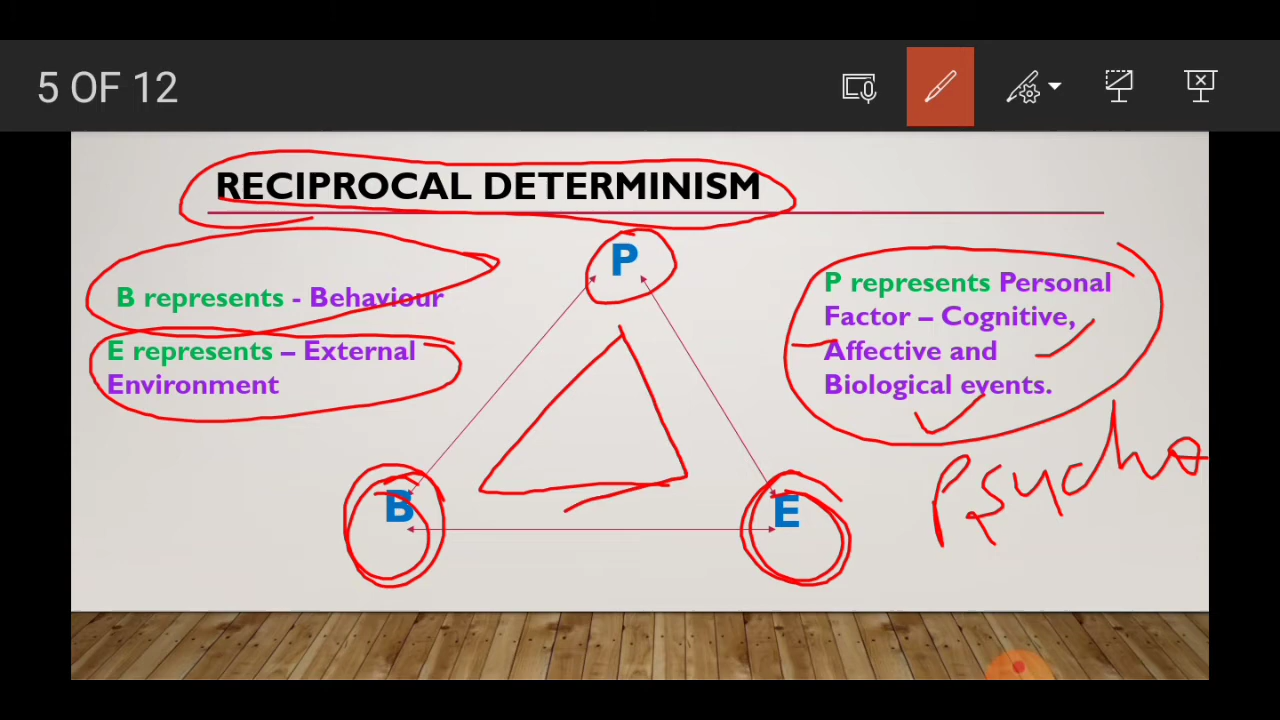 5 OF 12
RECIPROCAL DETERMINISM
P
B represents - Behaviour
E represents – External
Environment
P represents Personal
Factor – Cognitive,
Affective and
Biological events.
B
E
Psycho